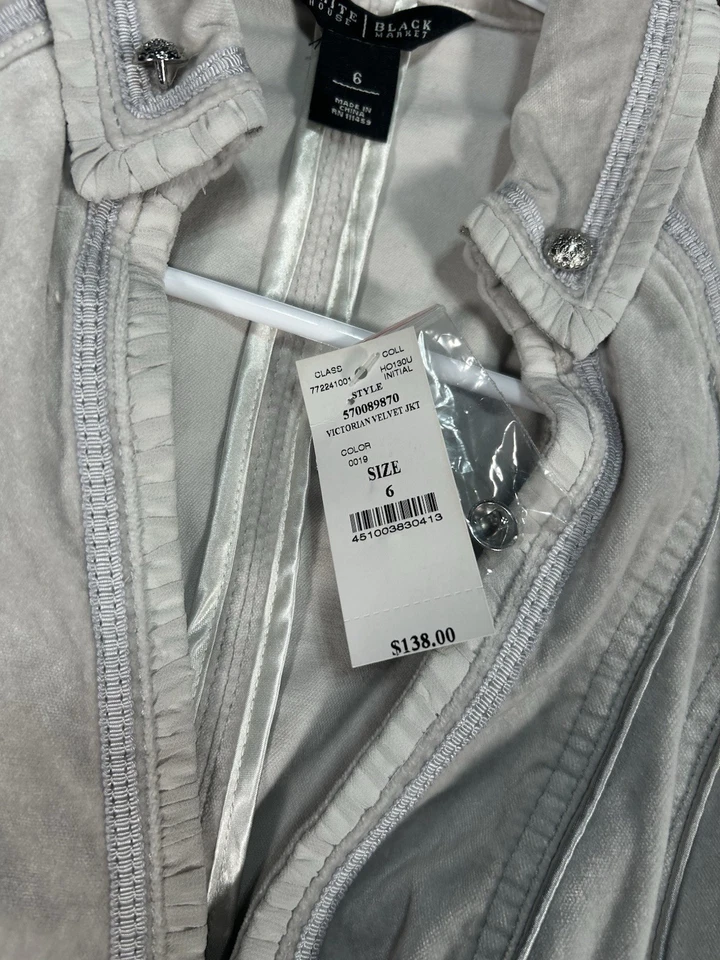 HOUSE
BLACK
MARKET
6
MADE IN
CHINA
RN 111469
CLASS COLL
772241001 HO130U
INITIAL
STYLE
570089870
VICTORIAN VELVET JKT
COLOR
0019
SIZE
6
451003830413
$138.00